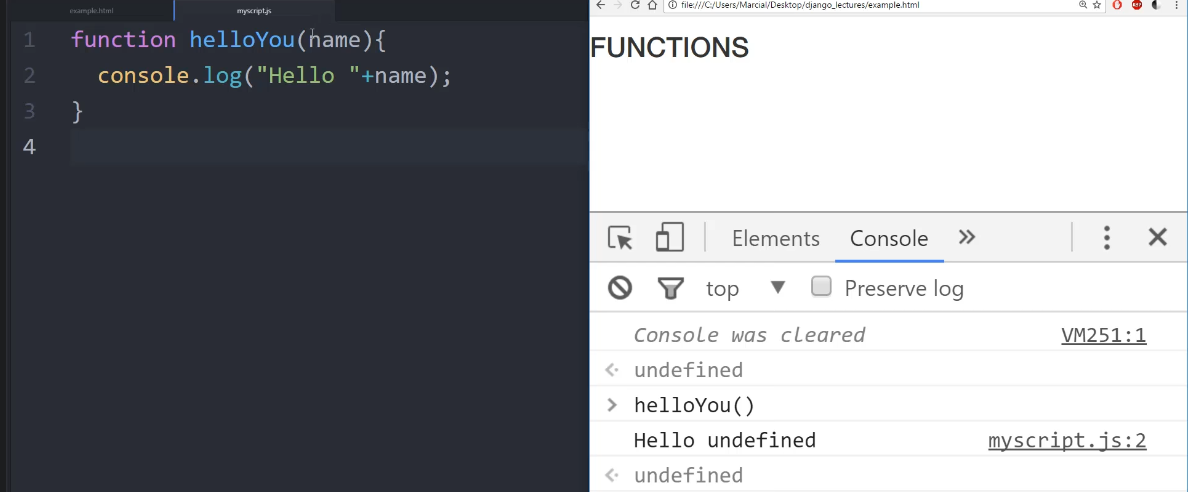 example.html
myscript.js
1 function helloYou(name){
2 console.log("Hello "+name);
3 }
4
file:///C:/Users/Marcial/Desktop/django_lectures/example.html
FUNCTIONS
Elements Console
top Preserve log
Console was cleared VM251:1
undefined
> helloYou()
Hello undefined myscript.js:2
undefined